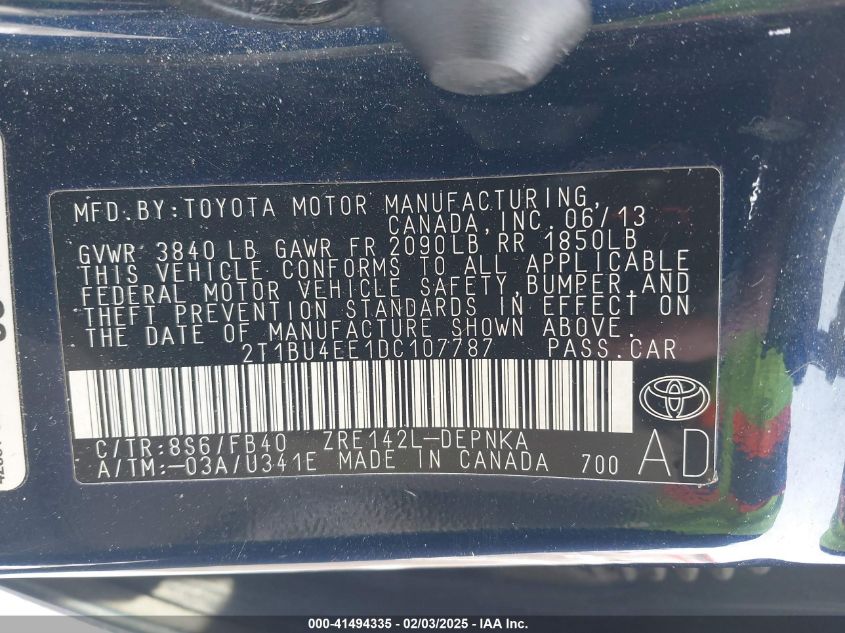 MFD.BY:TOYOTA MOTOR MANUFACTURING,
CANADA,INC.06/13
GVWR 3840 LB GAWR FR 2090LB RR 1850LB
THIS VEHICLE CONFORMS TO ALL APPLICABLE
FEDERAL MOTOR VEHICLE SAFETY,BUMPER,AND
THEFT PREVENTION STANDARDS IN EFFECT ON
THE DATE OF MANUFACTURE SHOWN ABOVE.
2T1BU4EE1DC107787 PASS.CAR
C/TR:8S6/FB40 ZRE142L-DEPNKA
A/TM:-03A/U341E MADE IN CANADA 700
AD
000-41494335 - 02/03/2025 - IAA Inc.